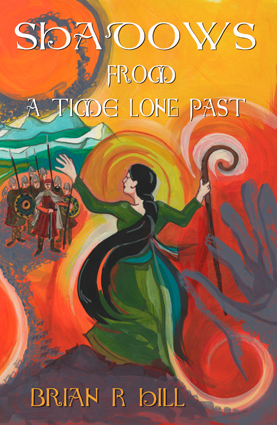 SHADOWS
FROM
A TIME LONG PAST
BRIAN R HILL